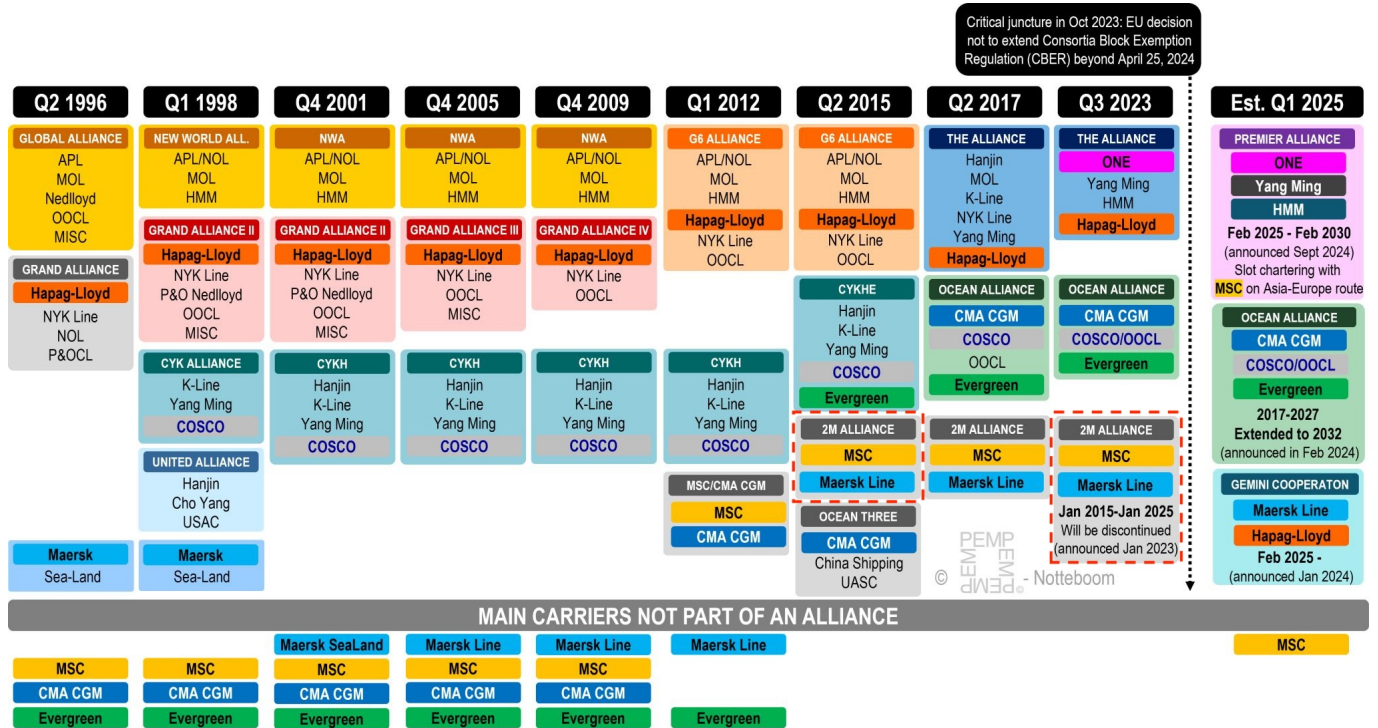 Critical juncture in Oct 2023: EU decision
not to extend Consortia Block Exemption
Regulation (CBER) beyond April 25, 2024
Q2 1996
GLOBAL ALLIANCE
APL
MOL
Nedlloyd
OOCL
MISC
GRAND ALLIANCE
Hapag-Lloyd
NYK Line
NOL
P&OCL
Maersk
Sea-Land
Q1 1998
NEW WORLD ALL.
APL/NOL
MOL
HMM
GRAND ALLIANCE II
Hapag-Lloyd
NYK Line
P&O Nedlloyd
OOCL
MISC
CYK ALLIANCE
K-Line
Yang Ming
COSCO
UNITED ALLIANCE
Hanjin
Cho Yang
USAC
Maersk
Sea-Land
Q4 2001
NWA
APL/NOL
MOL
HMM
GRAND ALLIANCE II
Hapag-Lloyd
NYK Line
P&O Nedlloyd
OOCL
MISC
CYKH
Hanjin
K-Line
Yang Ming
COSCO
Q4 2005
NWA
APL/NOL
MOL
HMM
GRAND ALLIANCE III
Hapag-Lloyd
NYK Line
OOCL
MISC
CYKH
Hanjin
K-Line
Yang Ming
COSCO
Q4 2009
NWA
APL/NOL
MOL
HMM
GRAND ALLIANCE IV
Hapag-Lloyd
NYK Line
OOCL
CYKH
Hanjin
K-Line
Yang Ming
COSCO
Q1 2012
G6 ALLIANCE
APL/NOL
MOL
HMM
Hapag-Lloyd
NYK Line
OOCL
CYKH
Hanjin
K-Line
Yang Ming
COSCO
MSC/CMA CGM
MSC
CMA CGM
Q2 2015
G6 ALLIANCE
APL/NOL
MOL
HMM
Hapag-Lloyd
NYK Line
OOCL
CYKHE
Hanjin
K-Line
Yang Ming
COSCO
Evergreen
2M ALLIANCE
MSC
Maersk Line
OCEAN THREE
CMA CGM
China Shipping
UASC
Q2 2017
THE ALLIANCE
Hanjin
MOL
K-Line
NYK Line
Yang Ming
Hapag-Lloyd
OCEAN ALLIANCE
CMA CGM
COSCO
OOCL
Evergreen
2M ALLIANCE
MSC
Maersk Line
Q3 2023
THE ALLIANCE
ONE
Yang Ming
HMM
Hapag-Lloyd
OCEAN ALLIANCE
CMA CGM
COSCO/OOCL
Evergreen
2M ALLIANCE
MSC
Maersk Line
Jan 2015-Jan 2025
Will be discontinued
(announced Jan 2023)
© PEMP PEMP PEMP PEMP © - Notteboom
Est. Q1 2025
PREMIER ALLIANCE
ONE
Yang Ming
HMM
Feb 2025 - Feb 2030
(announced Sept 2024)
Slot chartering with
MSC on Asia-Europe route
OCEAN ALLIANCE
CMA CGM
COSCO/OOCL
Evergreen
2017-2027
Extended to 2032
(announced in Feb 2024)
GEMINI COOPERATON
Maersk Line
Hapag-Lloyd
Feb 2025 -
(announced Jan 2024)
MAIN CARRIERS NOT PART OF AN ALLIANCE
Maersk SeaLand Maersk Line Maersk Line Maersk Line MSC
MSC MSC MSC MSC MSC
CMA CGM CMA CGM CMA CGM CMA CGM CMA CGM
Evergreen Evergreen Evergreen Evergreen Evergreen Evergreen